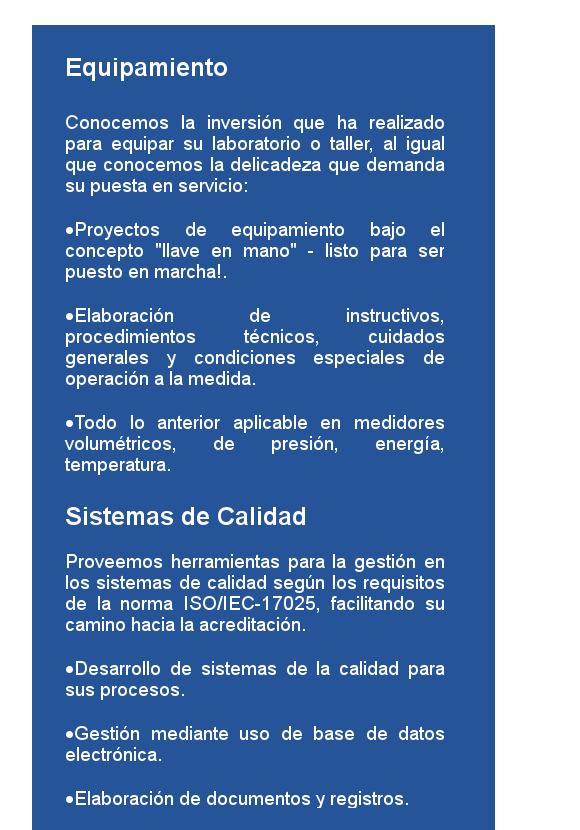 Equipamiento
Conocemos la inversión que ha realizado
para equipar su laboratorio o taller, al igual
que conocemos la delicadeza que demanda
su puesta en servicio:
•Proyectos de equipamiento bajo el
concepto "llave en mano" - listo para ser
puesto en marcha!.
•Elaboración de instructivos,
procedimientos técnicos, cuidados
generales y condiciones especiales de
operación a la medida.
•Todo lo anterior aplicable en medidores
volumétricos, de presión, energía,
temperatura.
Sistemas de Calidad
Proveemos herramientas para la gestión en
los sistemas de calidad según los requisitos
de la norma ISO/IEC-17025, facilitando su
camino hacia la acreditación.
•Desarrollo de sistemas de la calidad para
sus procesos.
•Gestión mediante uso de base de datos
electrónica.
•Elaboración de documentos y registros.